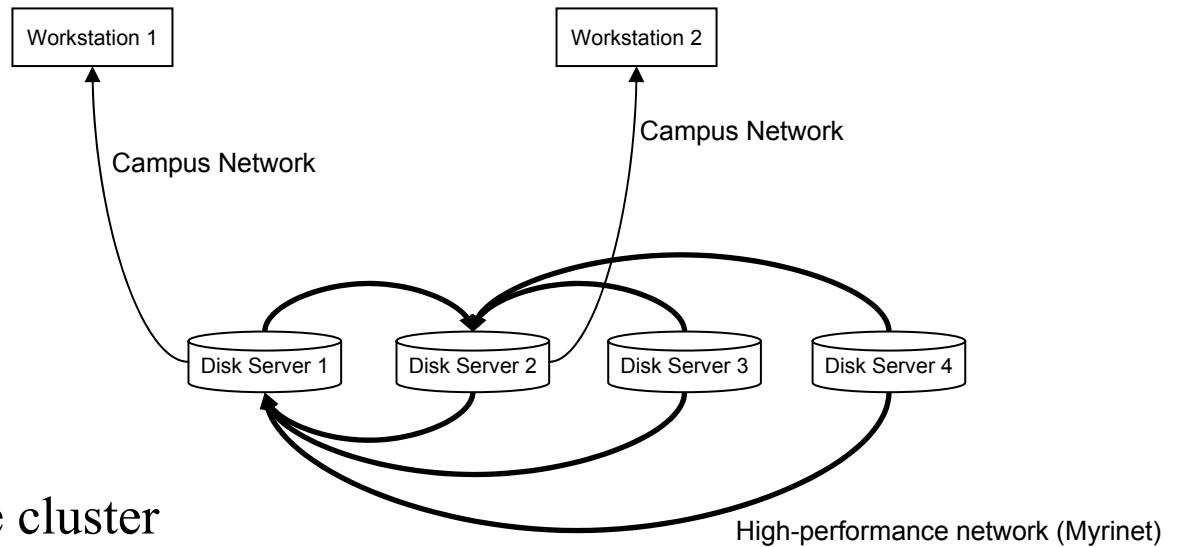 Workstation 1
Workstation 2
Campus Network
Campus Network
Disk Server 1
Disk Server 2
Disk Server 3
Disk Server 4
cluster
High-performance network (Myrinet)